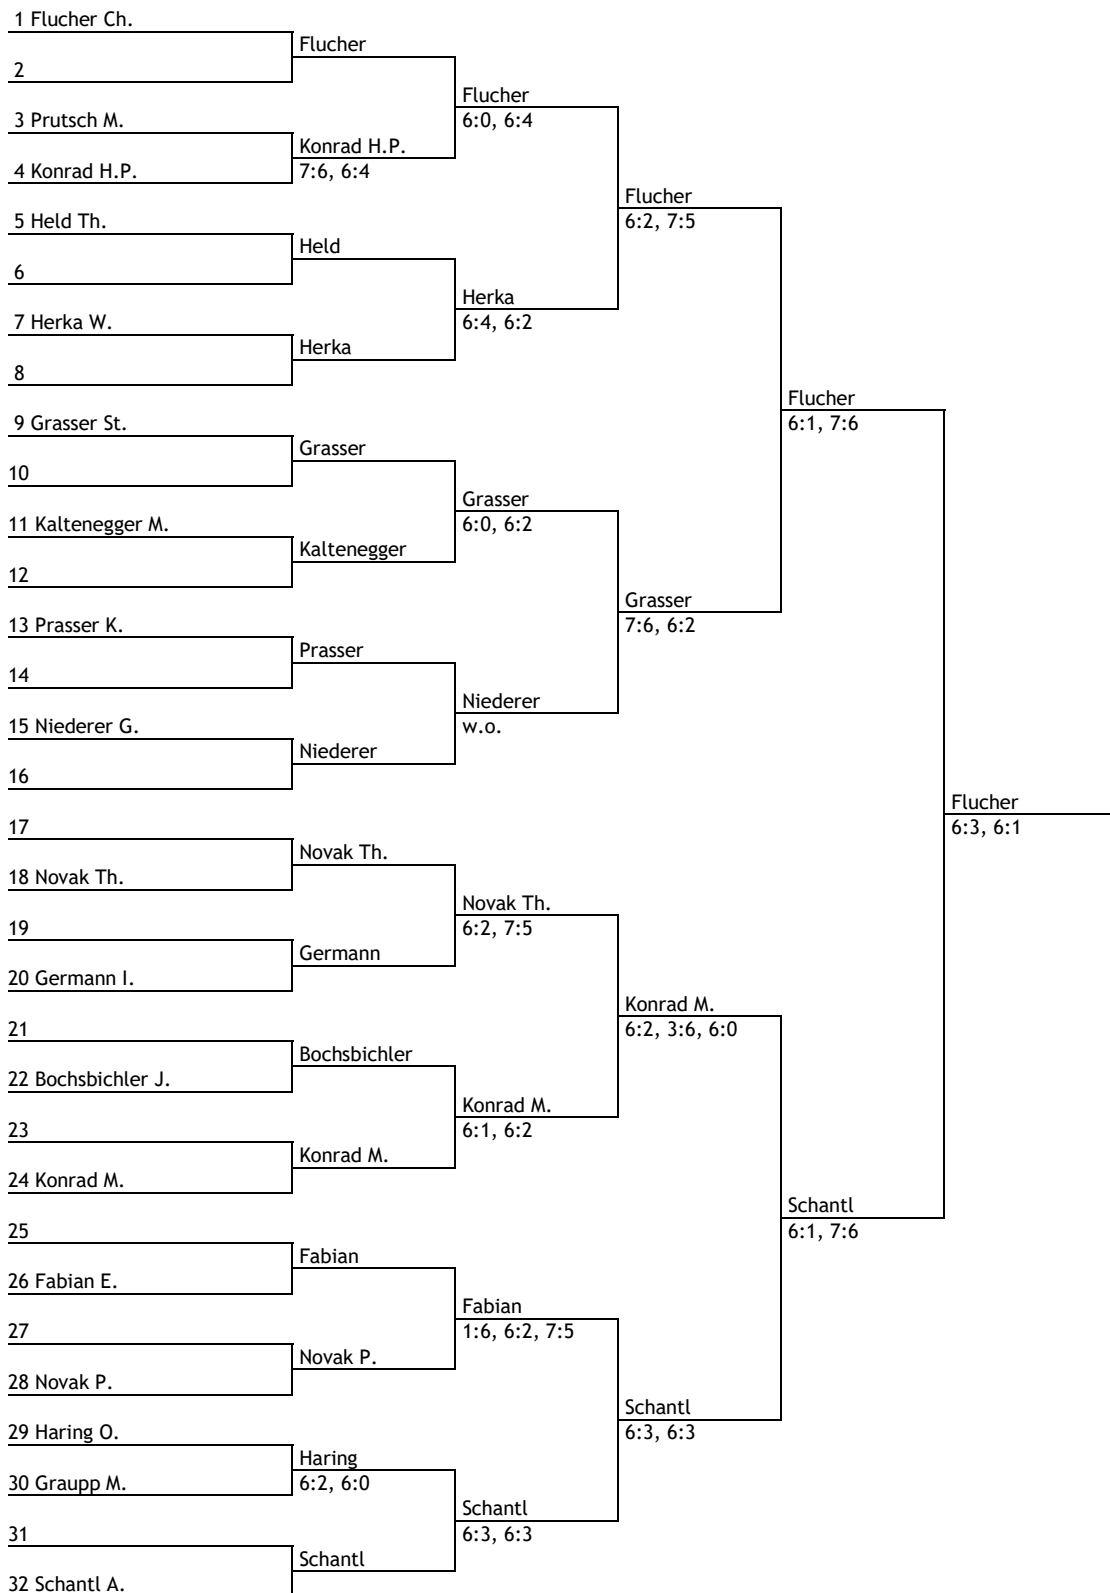 1 Flucher Ch.
Flucher
2
Flucher
6:0, 6:4
3 Prutsch M.
Konrad H.P.
7:6, 6:4
4 Konrad H.P.
Flucher
6:2, 7:5
5 Held Th.
Held
6
Herka
6:4, 6:2
7 Herka W.
Herka
8
Flucher
6:1, 7:6
9 Grasser St.
Grasser
10
Grasser
6:0, 6:2
11 Kaltenegger M.
Kaltenegger
12
Grasser
7:6, 6:2
13 Prasser K.
Prasser
14
Niederer
w.o.
15 Niederer G.
Niederer
16
Flucher
6:3, 6:1
17
Novak Th.
18 Novak Th.
Novak Th.
6:2, 7:5
19
Germann
20 Germann I.
Konrad M.
6:2, 3:6, 6:0
21
Bochsbichler
22 Bochsbichler J.
Konrad M.
6:1, 6:2
23
Konrad M.
24 Konrad M.
Schantl
6:1, 7:6
25
Fabian
26 Fabian E.
Fabian
1:6, 6:2, 7:5
27
Novak P.
28 Novak P.
Schantl
6:3, 6:3
29 Haring O.
Haring
6:2, 6:0
30 Graupp M.
Schantl
6:3, 6:3
31
Schantl
32 Schantl A.